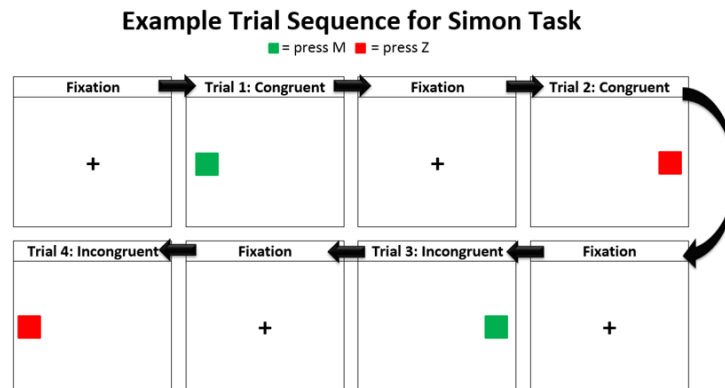 Example Trial Sequence for Simon Task
= press M = press Z
Fixation
Trial 1: Congruent
Fixation
Trial 2: Congruent
+
+
Trial 4: Incongruent
Fixation
Trial 3: Incongruent
Fixation
+
+